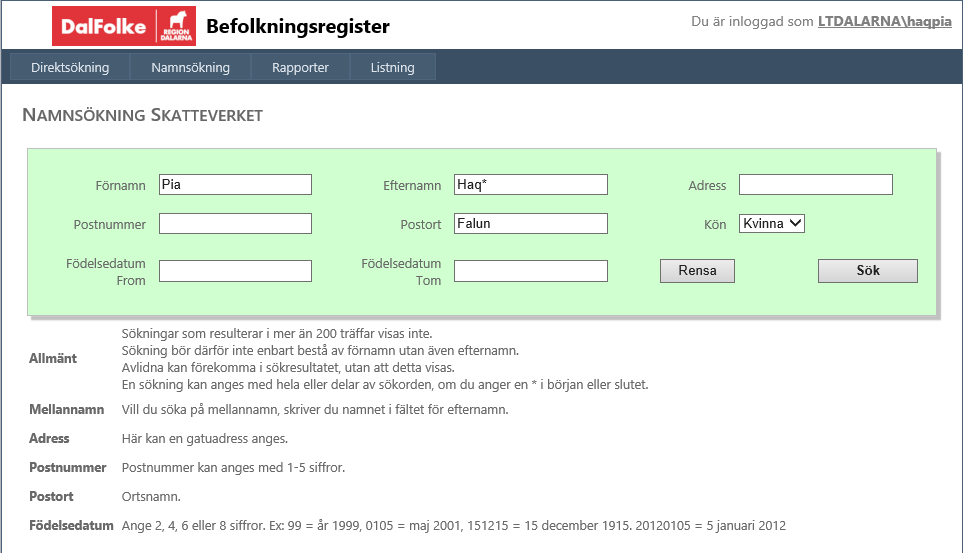 DalFolke REGION DALARNA Befolkningsregister Du är inloggad som LTDALARNA\haqpia
Direktsökning Namnsökning Rapporter Listning
NAMNSÖKNING SKATTEVERKET
Förnamn Pia Efternamn Haq* Adress
Postnummer Postort Falun Kön Kvinna
Födelsedatum From Födelsedatum Tom Rensa Sök
Allmänt
Sökningar som resulterar i mer än 200 träffar visas inte.
Sökning bör därför inte enbart bestå av förnamn utan även efternamn.
Avlidna kan förekomma i sökresultatet, utan att detta visas.
En sökning kan anges med hela eller delar av sökorden, om du anger en * i början eller slutet.
Mellannamn Vill du söka på mellannamn, skriver du namnet i fältet för efternamn.
Adress Här kan en gatuadress anges.
Postnummer Postnummer kan anges med 1-5 siffror.
Postort Ortsnamn.
Födelsedatum Ange 2, 4, 6 eller 8 siffror. Ex: 99 = år 1999, 0105 = maj 2001, 151215 = 15 december 1915. 20120105 = 5 januari 2012